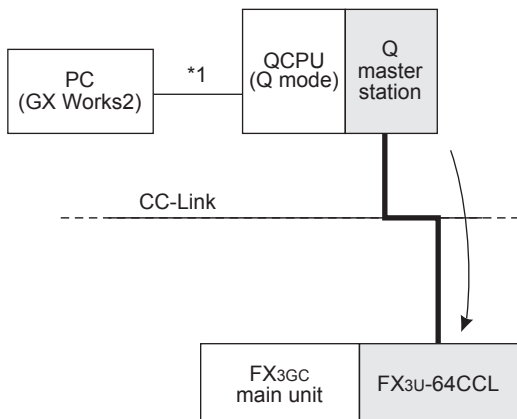 PC
(GX Works2)
*1
QCPU
(Q mode)
Q
master
station
CC-Link
FX3GC
main unit
FX3U-64CCL